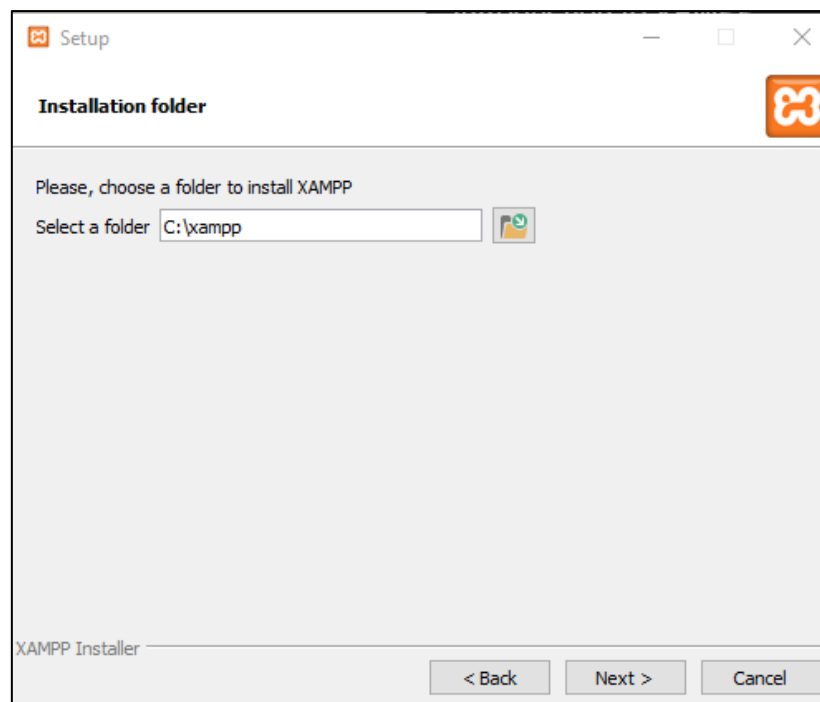 Setup
Installation folder
Please, choose a folder to install XAMPP
Select a folder C:\xampp
XAMPP Installer
< Back Next > Cancel